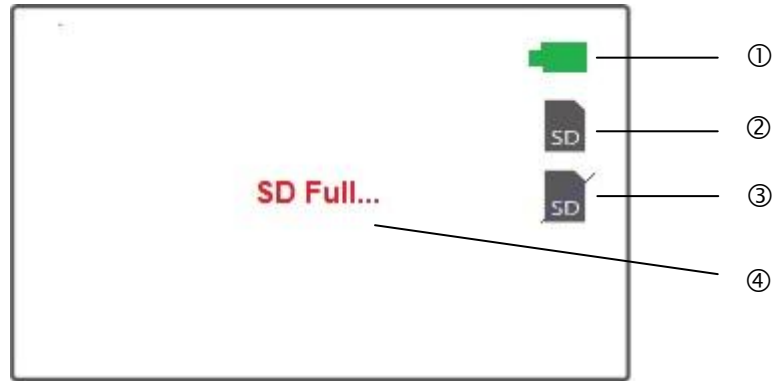 ①
SD ②
SD ③
SD Full...
④